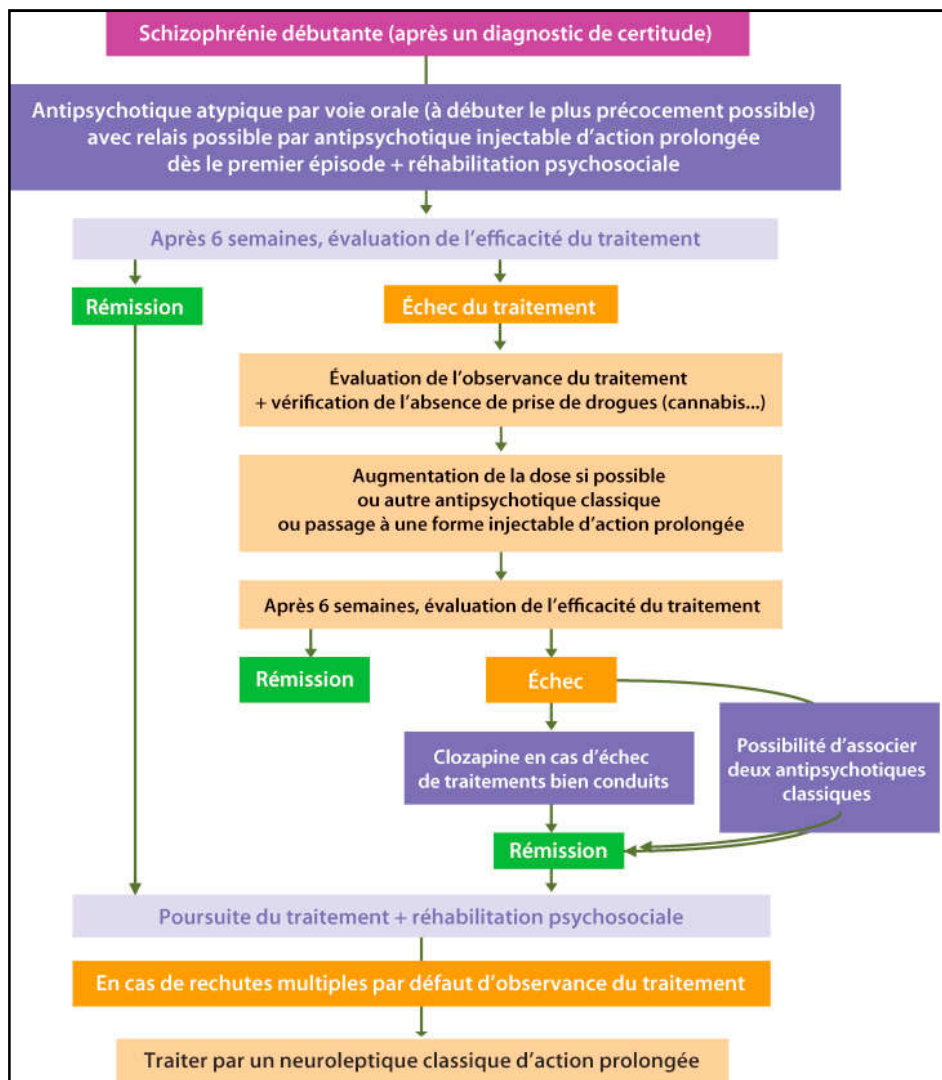 Schizophrénie débutante (après un diagnostic de certitude)
Antipsychotique atypique par voie orale (à débuter le plus précocement possible)
avec relais possible par antipsychotique injectable d’action prolongée
dès le premier épisode + réhabilitation psychosociale
Après 6 semaines, évaluation de l’efficacité du traitement
Rémission
Échec du traitement
Évaluation de l’observance du traitement
+ vérification de l’absence de prise de drogues (cannabis...)
Augmentation de la dose si possible
ou autre antipsychotique classique
ou passage à une forme injectable d’action prolongée
Après 6 semaines, évaluation de l’efficacité du traitement
Rémission
Échec
Clozapine en cas d’échec
de traitements bien conduits
Possibilité d’associer
deux antipsychotiques
classiques
Rémission
Poursuite du traitement + réhabilitation psychosociale
En cas de rechutes multiples par défaut d’observance du traitement
Traiter par un neuroleptique classique d’action prolongée